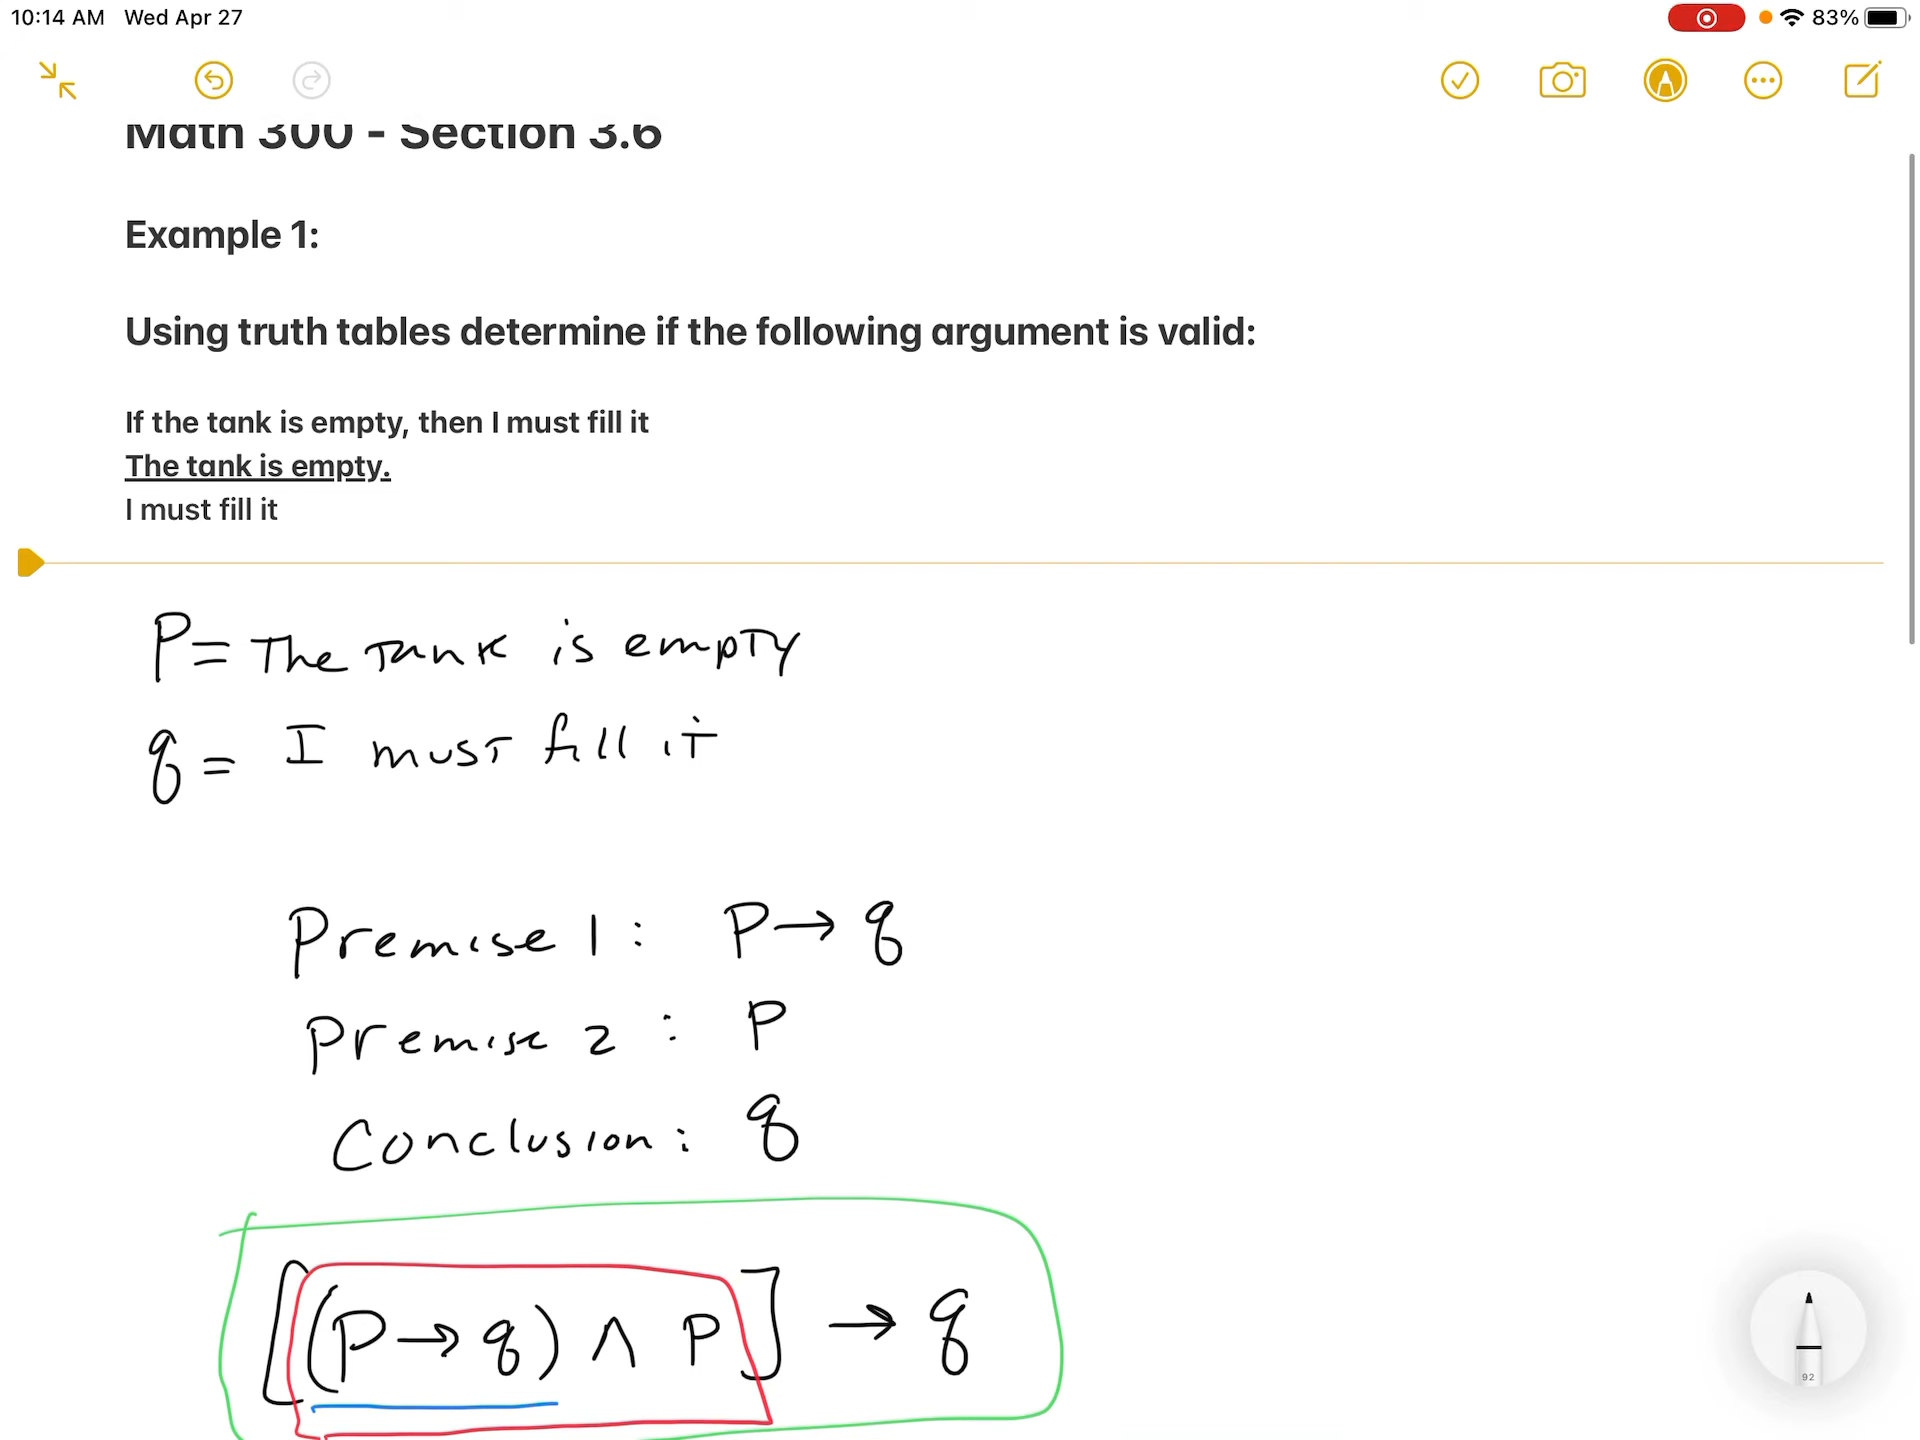 10:14 AM Wed Apr 27
83%
Math 300 - Section 3.6
Example 1:
Using truth tables determine if the following argument is valid:
If the tank is empty, then I must fill it
The tank is empty.
I must fill it
P = The Tank is empty
q = I must fill it
Premise 1 : P → q
Premise 2 : P
Conclusion : q
[(P → q) ∧ P] → q
92